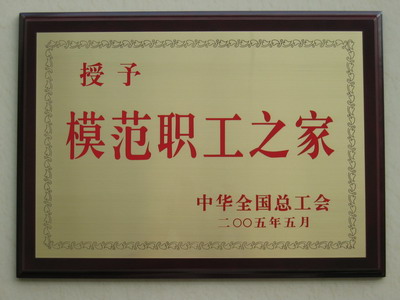 授予
模范职工之家
中华全国总工会
二〇〇五年五月